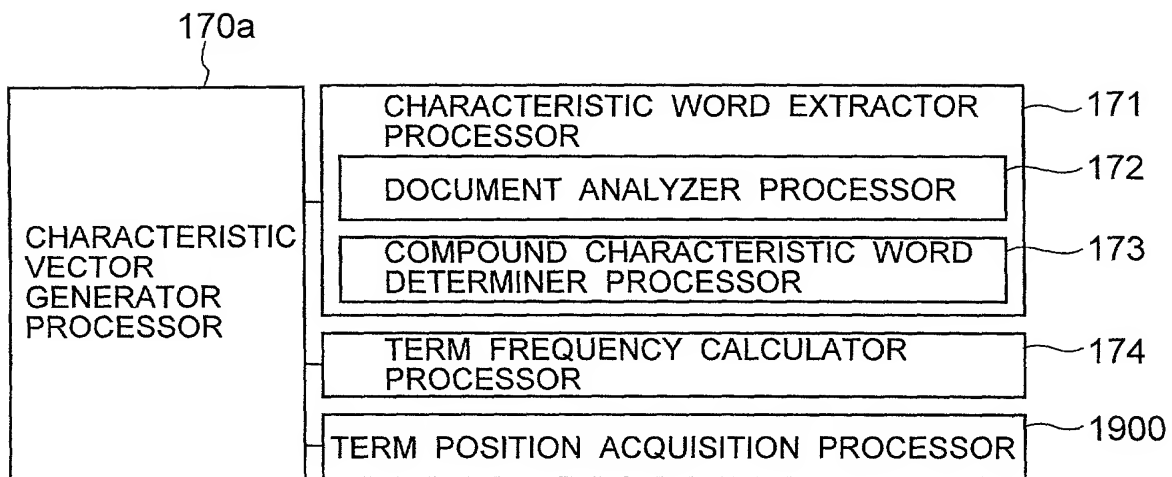 170a
CHARACTERISTIC WORD EXTRACTOR
PROCESSOR
171
DOCUMENT ANALYZER PROCESSOR
172
COMPOUND CHARACTERISTIC WORD
DETERMINER PROCESSOR
173
CHARACTERISTIC
VECTOR
GENERATOR
PROCESSOR
TERM FREQUENCY CALCULATOR
PROCESSOR
174
TERM POSITION ACQUISITION PROCESSOR
1900